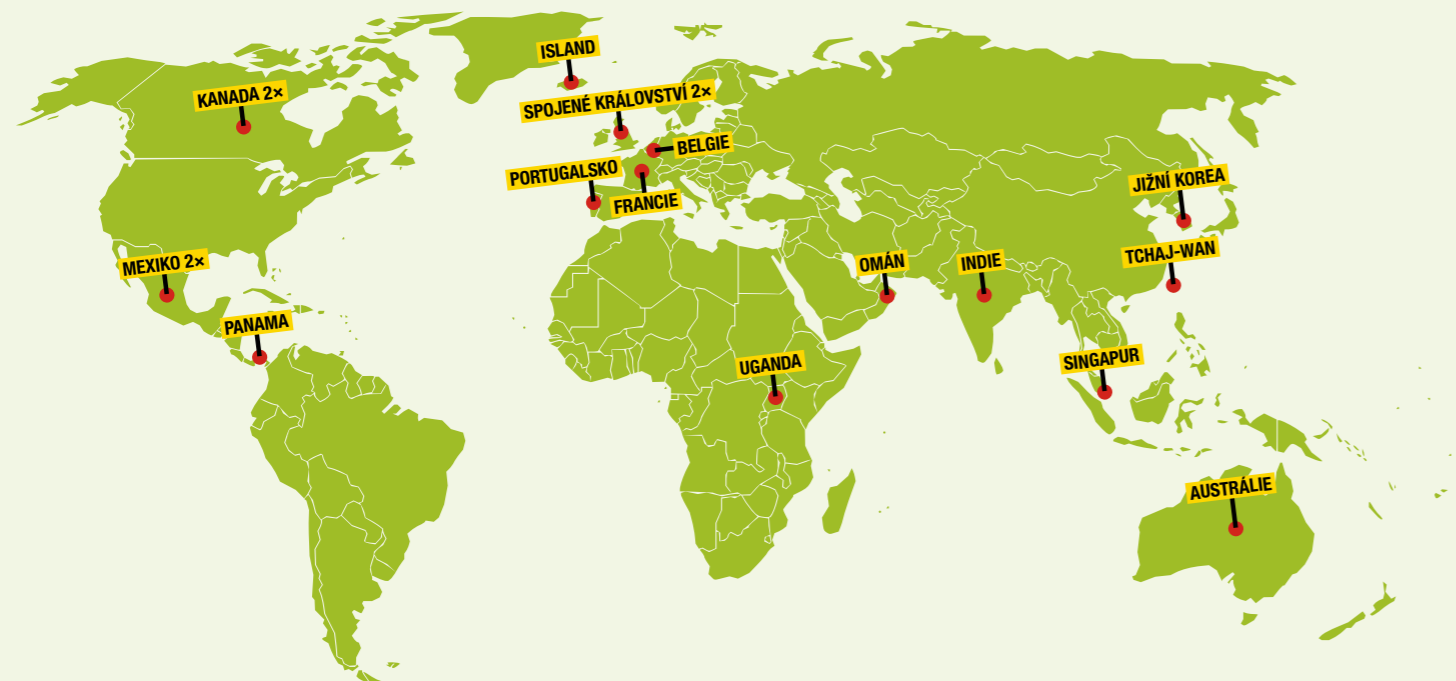 ISLAND
KANADA 2×
SPOJENÉ KRÁLOVSTVÍ 2×
BELGIE
PORTUGALSKO
FRANCIE
JIŽNÍ KOREA
TCHAJ-WAN
MEXIKO 2×
OMÁN
INDIE
PANAMA
UGANDA
SINGAPUR
AUSTRÁLIE